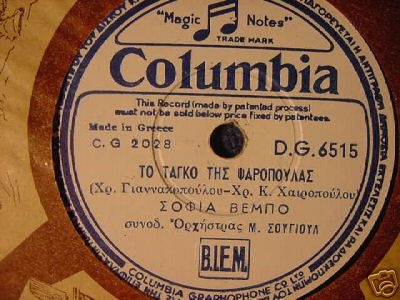 "Magic Notes"
TRADE MARK
Columbia
This Record (made by patented process)
must not be sold below price fixed by patentees.
Made in Greece
C.G 2028
D.G.6515
ΤΟ ΤΑΓΚΟ ΤΗΣ ΨΑΡΟΠΟΥΛΑΣ
(Χρ. Γιαννακοπούλου-Χρ. Κ. Χαιροπούλου)
ΣΟΦΙΑ ΒΕΜΠΟ
συνοδ. Ὀρχήστρας Μ. ΣΟΥΓΙΟΥΛ
B.I.E.M.
COLUMBIA GRAPHOPHONE CO LTD